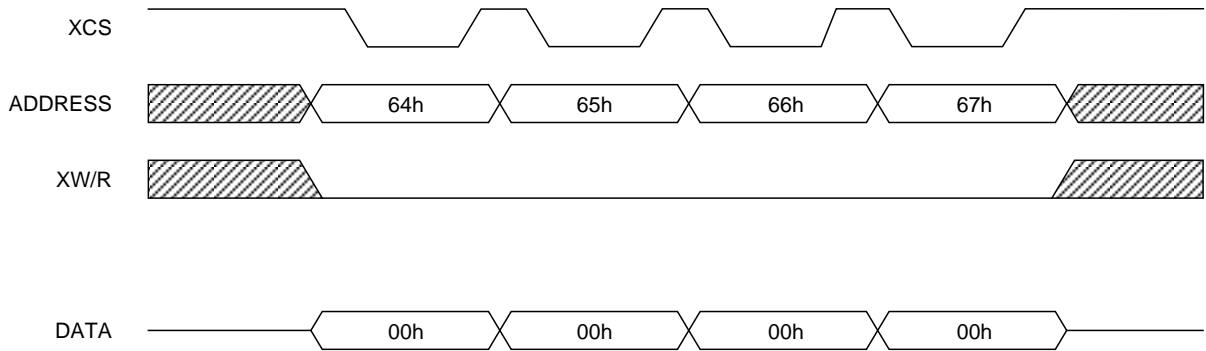 XCS
ADDRESS 64h 65h 66h 67h
XW/R
DATA 00h 00h 00h 00h